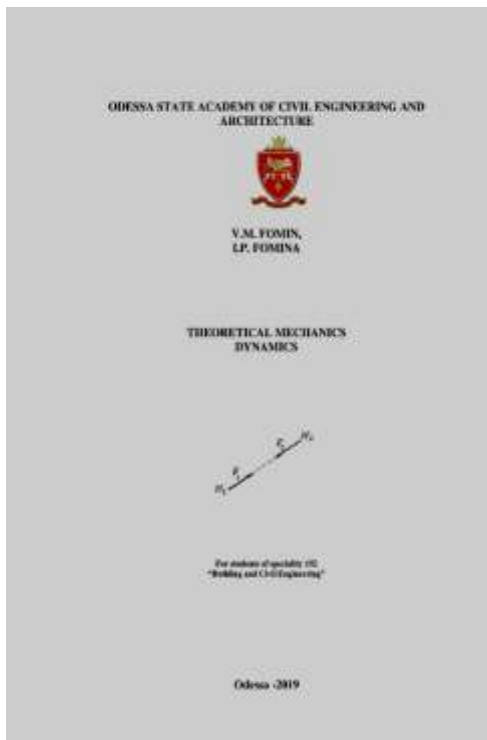 ODESSA STATE ACADEMY OF CIVIL ENGINEERING AND
ARCHITECTURE
V.M. FOMIN,
I.P. FOMINA
THEORETICAL MECHANICS
DYNAMICS
For students of speciality 192
"Building and Civil Engineering"
Odessa -2019